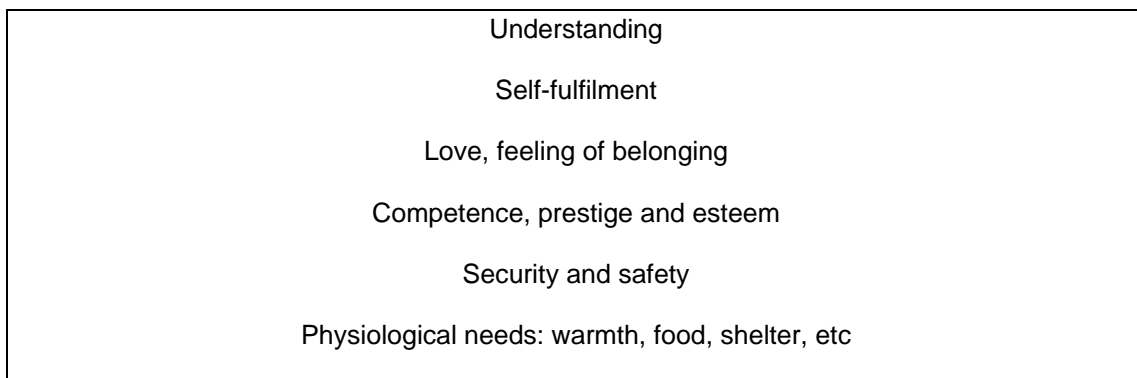 Understanding
Self-fulfilment
Love, feeling of belonging
Competence, prestige and esteem
Security and safety
Physiological needs: warmth, food, shelter, etc